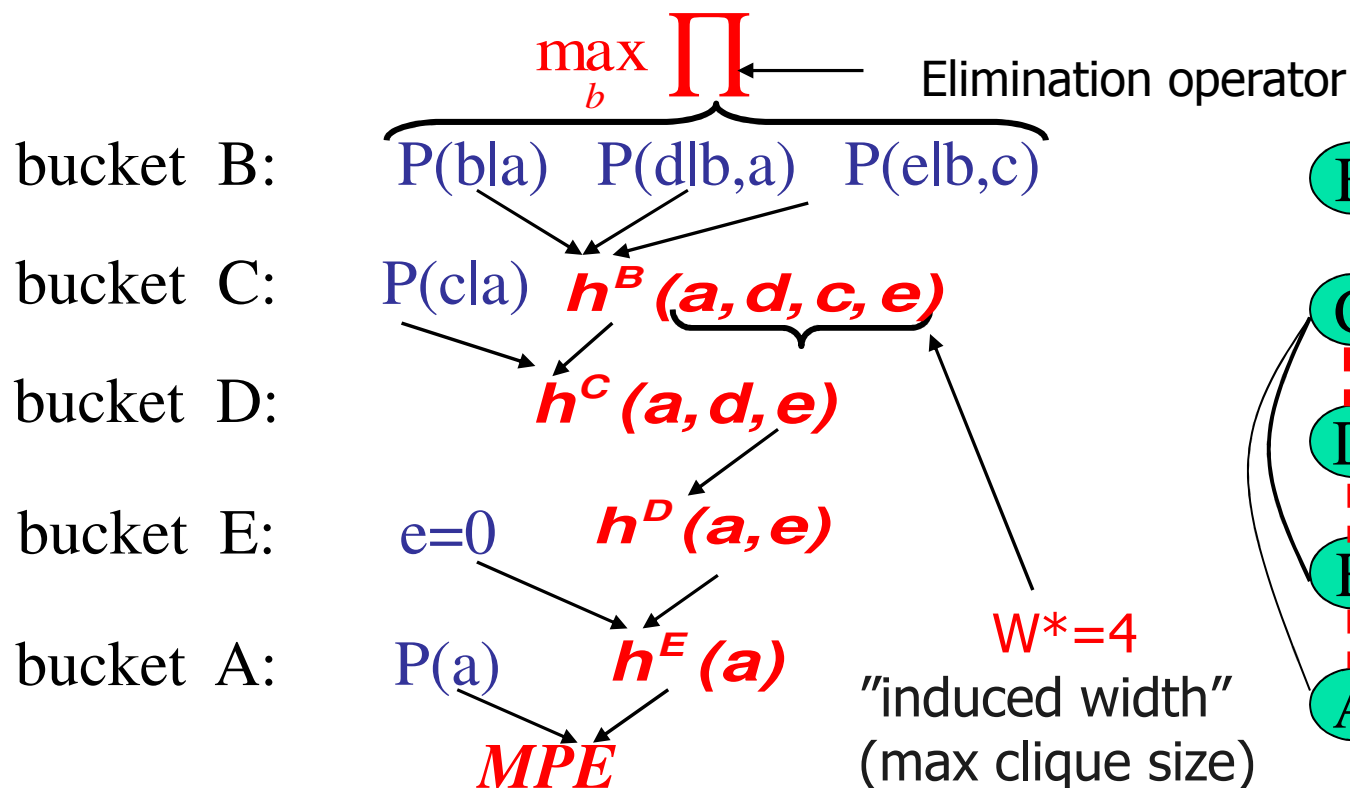 max ∏
b
Elimination operator
bucket B: P(b|a) P(d|b,a) P(e|b,c)
bucket C: P(c|a) h^B (a, d, c, e)
bucket D: h^C (a, d, e)
bucket E: e=0 h^D (a, e)
bucket A: P(a) h^E (a)
MPE
W*=4
”induced width”
(max clique size)
D
A